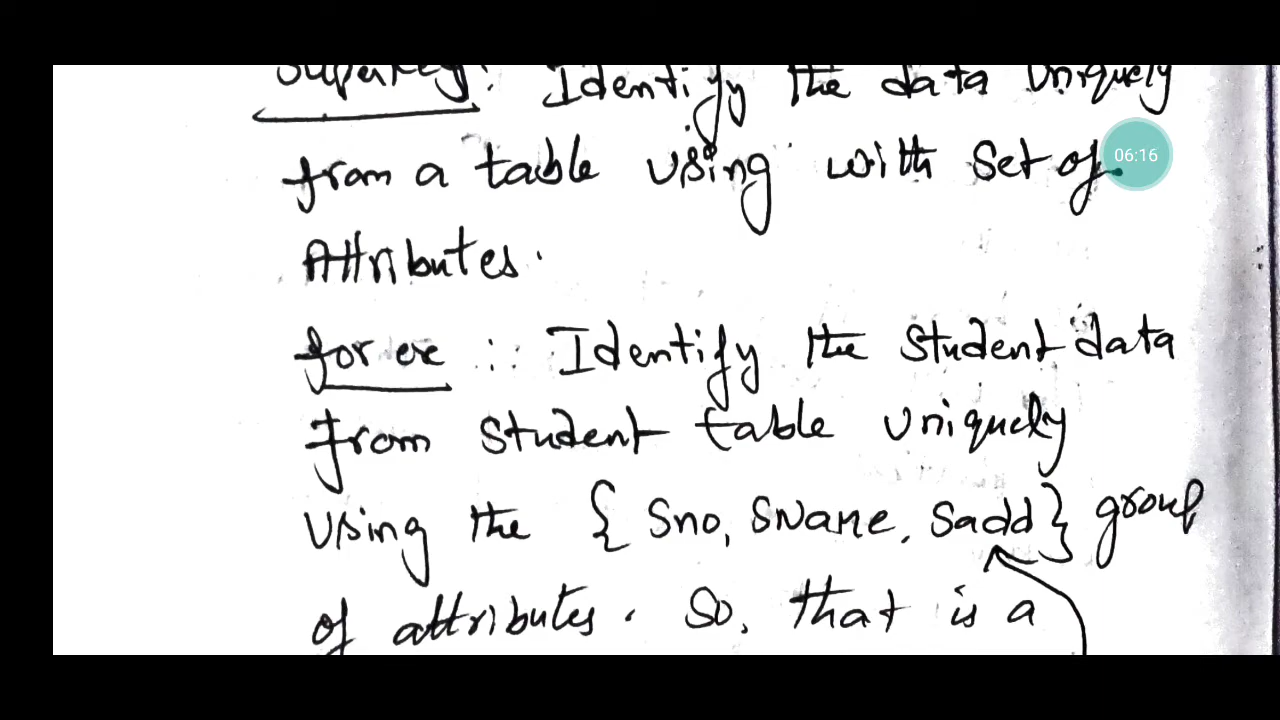 Superkey: Identify the data Uniquely
from a table using with Set of
06:16
Attributes.
for ex :: Identify the Student data
from Student table Uniquely
Using the { Sno, SNAME, Sadd } group
of attributes. So, that is a